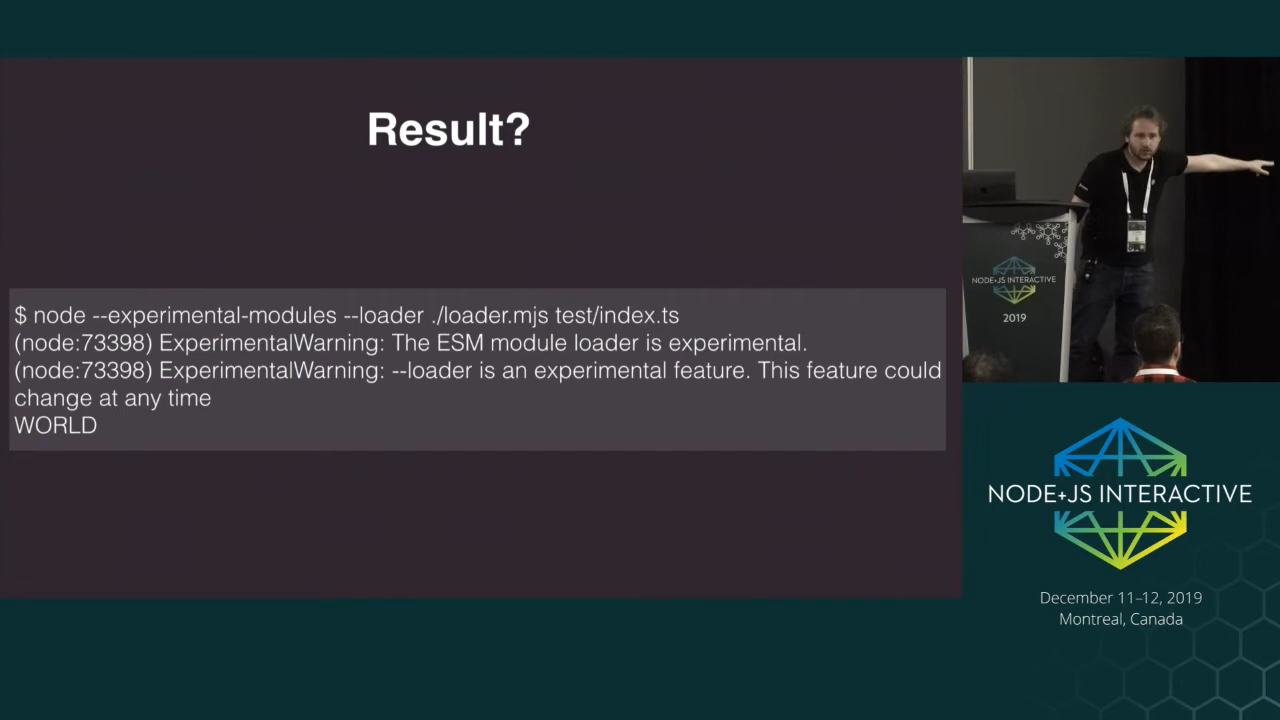 Result?
$ node --experimental-modules --loader ./loader.mjs test/index.ts
(node:73398) ExperimentalWarning: The ESM module loader is experimental.
(node:73398) ExperimentalWarning: --loader is an experimental feature. This feature could
change at any time
WORLD
NODE+JS INTERACTIVE
2019
NODE+JS INTERACTIVE
December 11–12, 2019
Montreal, Canada